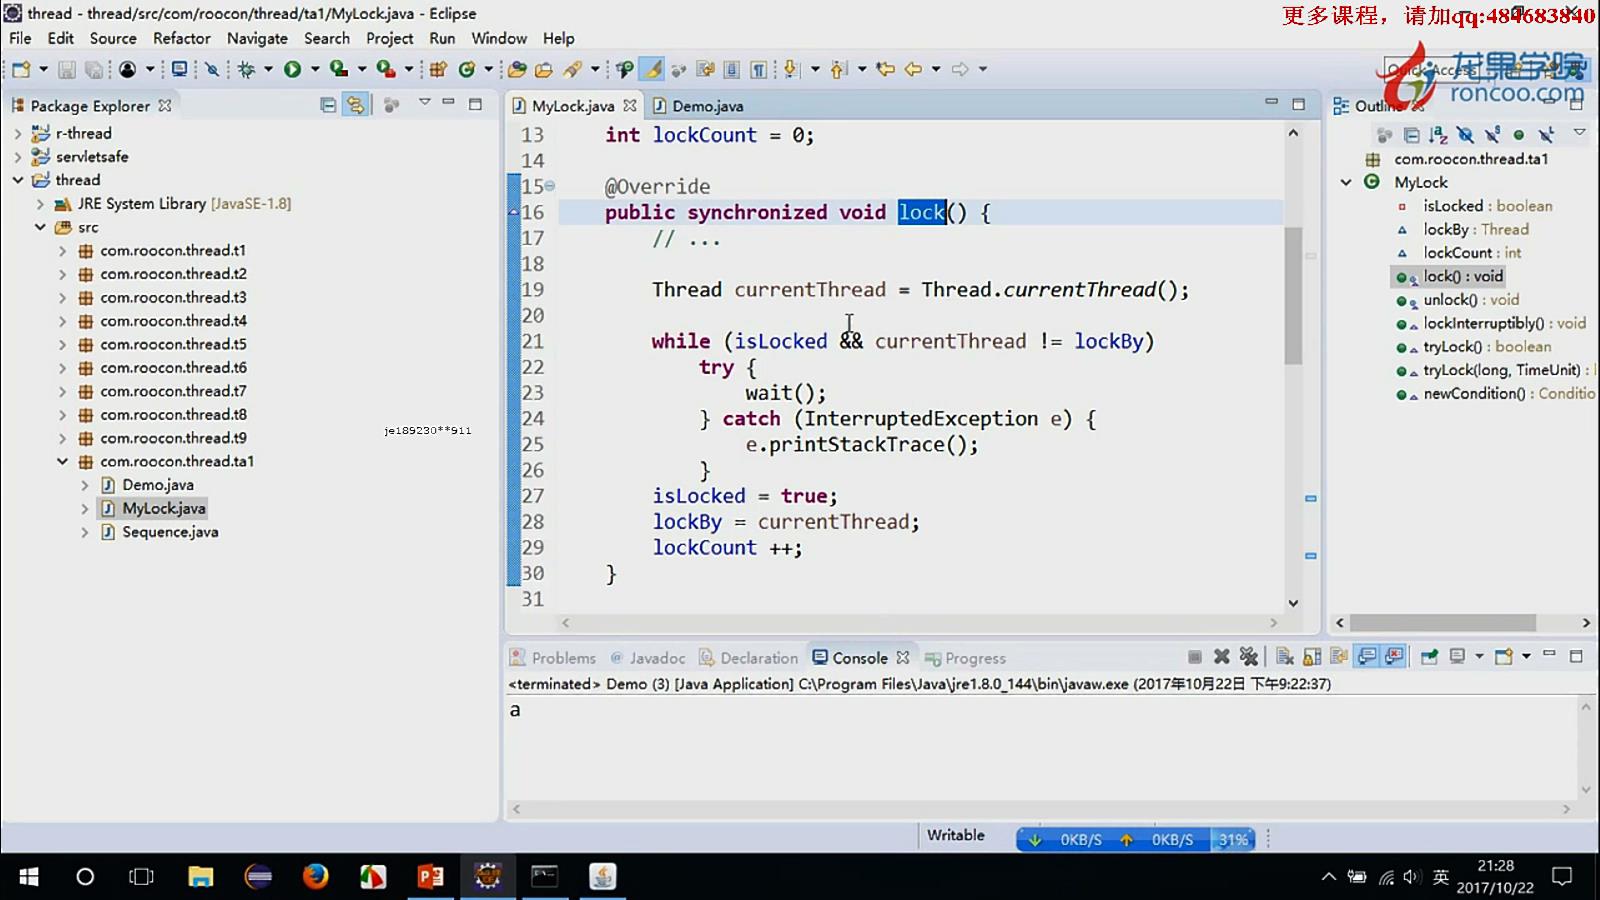 thread - thread/src/com/roocon/thread/ta1/MyLock.java - Eclipse
更多课程，请加qq:484683840
File Edit Source Refactor Navigate Search Project Run Window Help
龙果学院
roncoo.com
Package Explorer
r-thread
servletsafe
thread
JRE System Library [JavaSE-1.8]
src
com.roocon.thread.t1
com.roocon.thread.t2
com.roocon.thread.t3
com.roocon.thread.t4
com.roocon.thread.t5
com.roocon.thread.t6
com.roocon.thread.t7
com.roocon.thread.t8
com.roocon.thread.t9
com.roocon.thread.ta1
Demo.java
MyLock.java
Sequence.java
je189230**911
MyLock.java Demo.java
13 int lockCount = 0;
14
15 @Override
16 public synchronized void lock() {
17 // ...
18
19 Thread currentThread = Thread.currentThread();
20
21 while (isLocked && currentThread != lockBy)
22 try {
23 wait();
24 } catch (InterruptedException e) {
25 e.printStackTrace();
26 }
27 isLocked = true;
28 lockBy = currentThread;
29 lockCount ++;
30 }
31
Quick Access
Outline
com.roocon.thread.ta1
MyLock
isLocked : boolean
lockBy : Thread
lockCount : int
lock() : void
unlock() : void
lockInterruptibly() : void
tryLock() : boolean
tryLock(long, TimeUnit) :
newCondition() : Conditio
Problems @ Javadoc Declaration Console Progress
<terminated> Demo (3) [Java Application] C:\Program Files\Java\jre1.8.0_144\bin\javaw.exe (2017年10月22日 下午9:22:37)
a
Writable
0KB/S 0KB/S 31%
英
21:28
2017/10/22